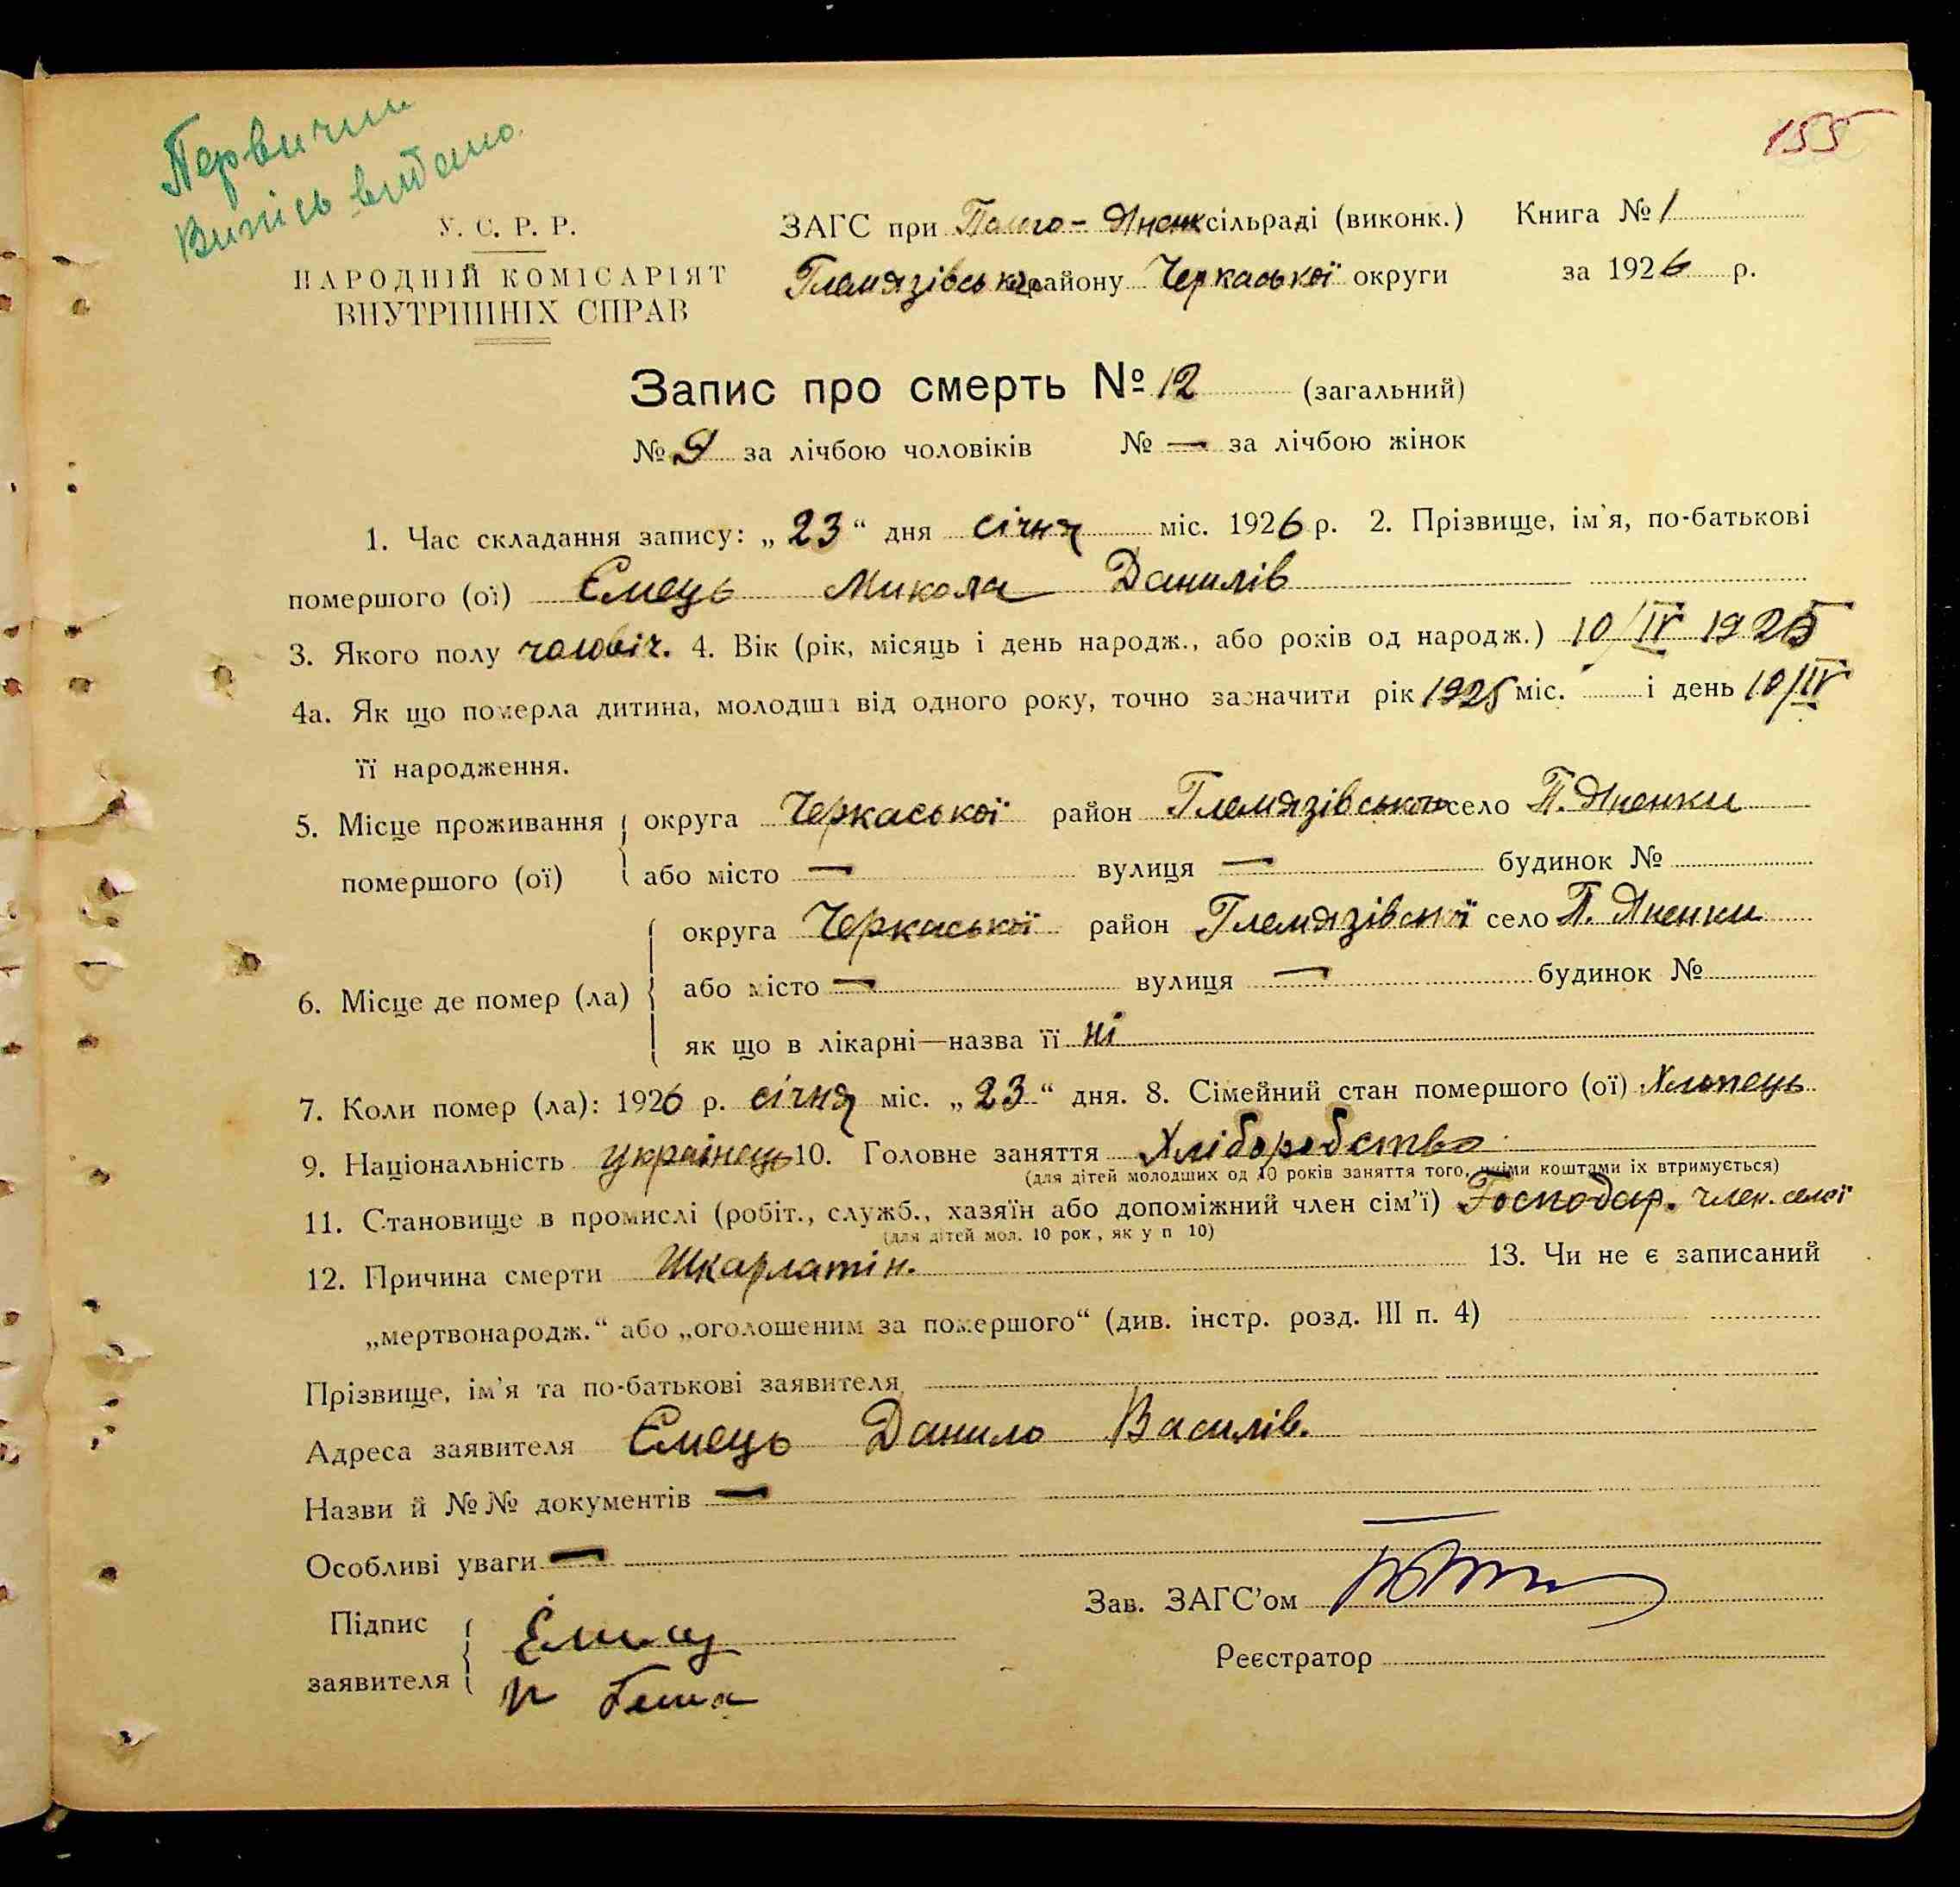 Первичний
Випісь видано.
155
У. С. Р. Р.
НАРОДНІЙ КОМІСАРІЯТ
ВНУТРІШНІХ СПРАВ
ЗАГС при сільраді (виконк.) Книга № 1
Гельмязівськ району Черкаської округи за 1926 р.
Запис про смерть № 12 (загальний)
№ 9 за лічбою чоловіків № — за лічбою жінок
1. Час складання запису: „23“ дня січня міс. 1926 р. 2. Прізвище, ім'я, по-батькові
помершого (ої) Ємець Микола Данилів
3. Якого полу чоловіч. 4. Вік (рік, місяць і день народж., або років од народж.) 10/IV 1925
4а. Як що померла дитина, молодша від одного року, точно зазначити рік 1925 міс. і день 10/IV
її народження.
5. Місце проживання округа Черкаської район село П. Яненки
помершого (ої) або місто — вулиця — будинок №
округа Черкаської район село П. Яненки
6. Місце де помер (ла) або місто — вулиця — будинок №
як що в лікарні—назва її ні
7. Коли помер (ла): 1926 р. січня міс. „23“ дня. 8. Сімейний стан помершого (ої) Хлопець
9. Національність українець 10. Головне заняття Хліборобство
(для дітей молодших од 10 років заняття того, чиїми коштами їх втримується)
11. Становище в промислі (робіт., служб., хазяїн або допоміжний член сім'ї) Господар. член.
(для дітей мол. 10 рок, як у п 10)
12. Причина смерти Шкарлатін. 13. Чи не є записаний
„мертвонародж.“ або „оголошеним за помершого“ (див. інстр. розд. III п. 4)
Прізвище, ім'я та по-батькові заявителя
Адреса заявителя Ємець Данило Василів.
Назви й №№ документів —
Особливі уваги —
Зав. ЗАГС'ом
Підпис Ємец
Реєстратор
заявителя